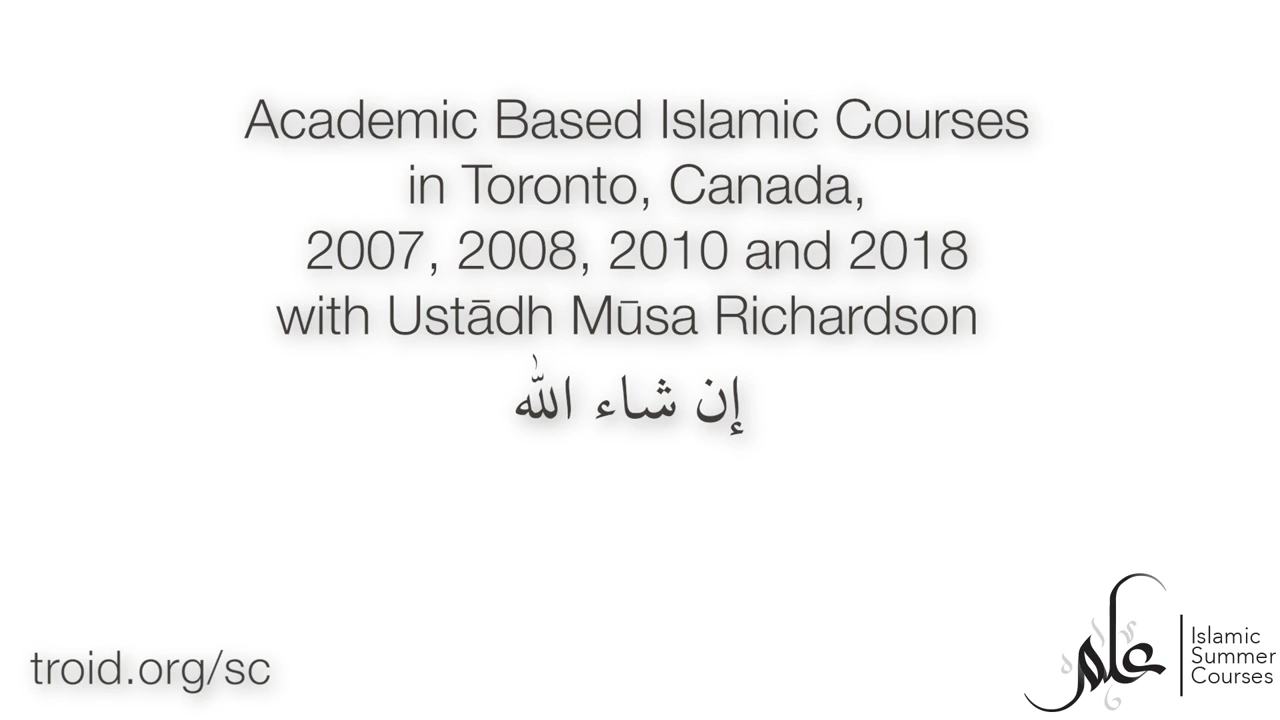 Academic Based Islamic Courses
in Toronto, Canada,
2007, 2008, 2010 and 2018
with Ustādh Mūsa Richardson
إن شاء الله
troid.org/sc
علم
Islamic
Summer
Courses